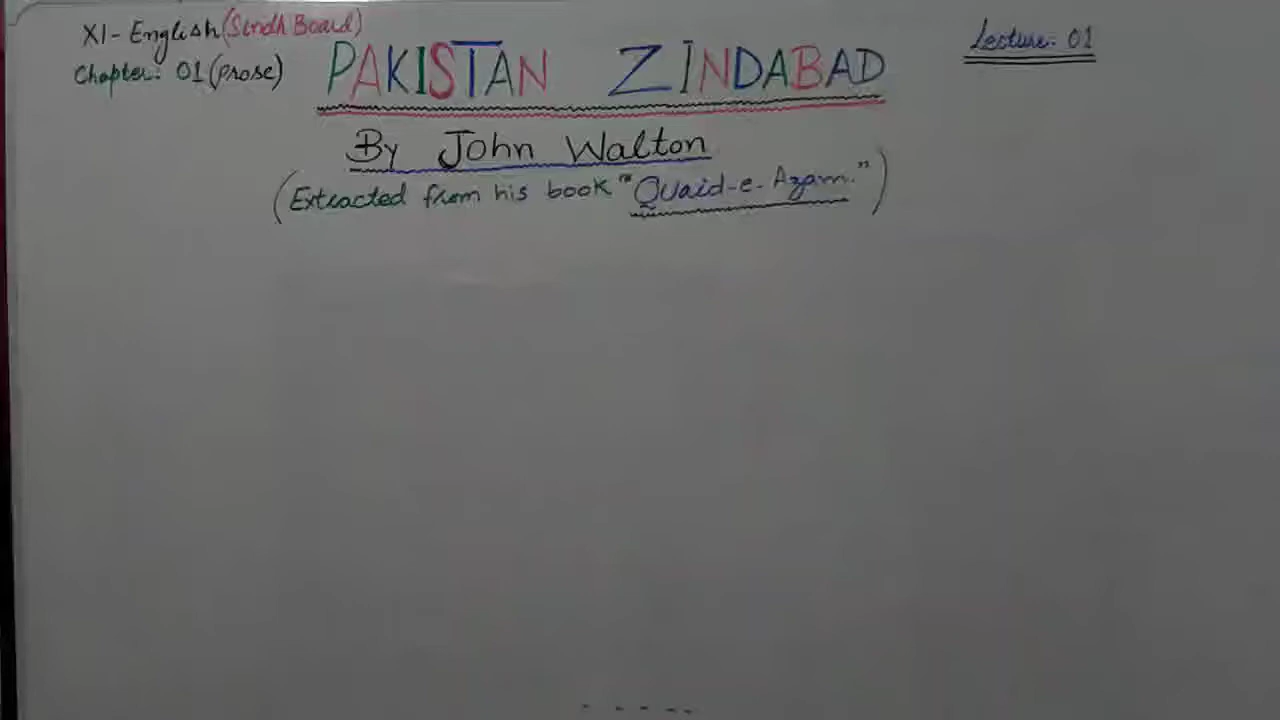 XI- English (Sindh Board)
Chapter: 01 (Prose)
PAKISTAN ZINDABAD
Lecture: 01
By John Walton
(Extracted from his book "Quaid-e-Azam.")